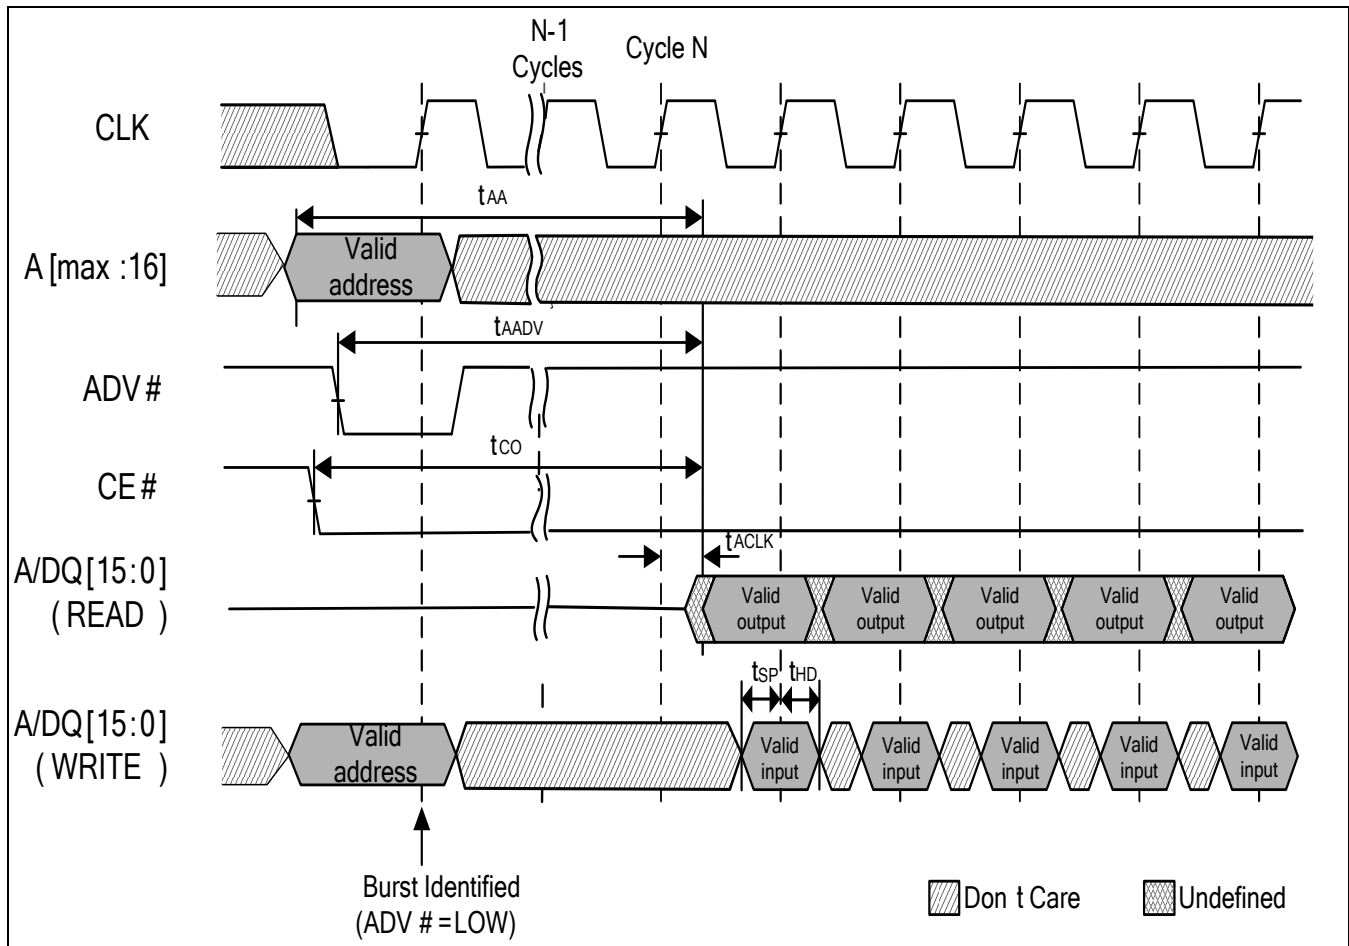 N-1
Cycles
Cycle N
CLK
tAA
A [max :16]
Valid
address
tAADV
ADV #
tCO
CE #
tACLK
A/DQ[15:0]
( READ )
Valid
output
Valid
output
Valid
output
Valid
output
Valid
output
tSP
tHD
A/DQ[15:0]
( WRITE )
Valid
address
Valid
input
Valid
input
Valid
input
Valid
input
Valid
input
Burst Identified
(ADV # =LOW)
Don t Care
Undefined